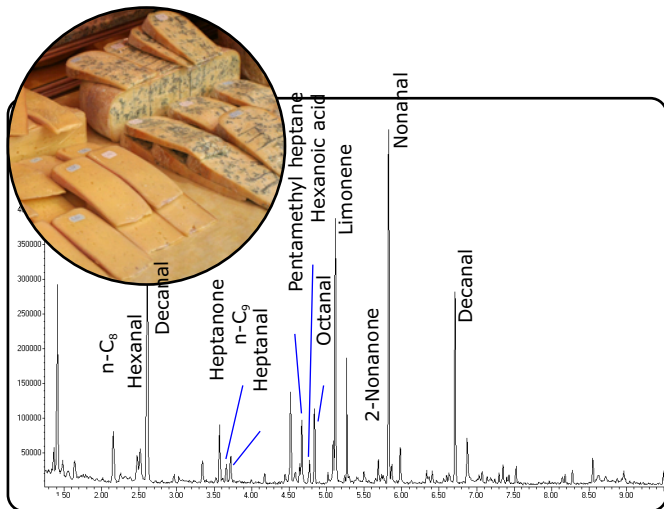 n-C₈
Hexanal
Decanal
Heptanone
n-C₉
Heptanal
Pentamethyl heptane
Hexanoic acid
Octanal
Limonene
2-Nonanone
Nonanal
Decanal
350000
300000
250000
200000
150000
100000
50000
1.50
2.00
2.50
3.00
3.50
4.00
4.50
5.00
5.50
6.00
6.50
7.00
7.50
8.00
8.50
9.00